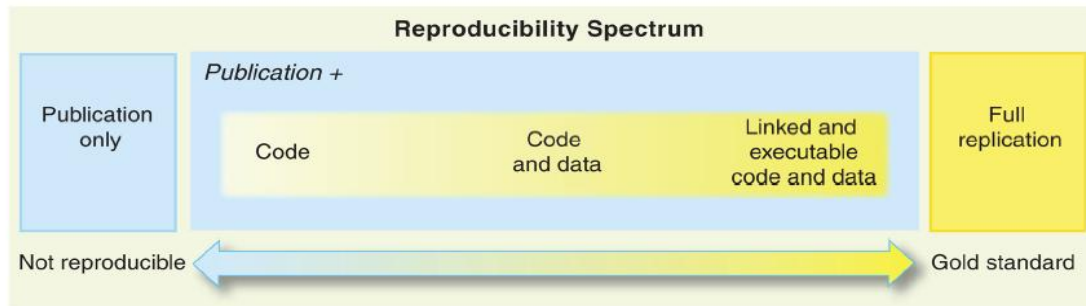 Reproducibility Spectrum
Publication
only
Publication +
Code
Code
and data
Linked and
executable
code and data
Full
replication
Not reproducible
Gold standard